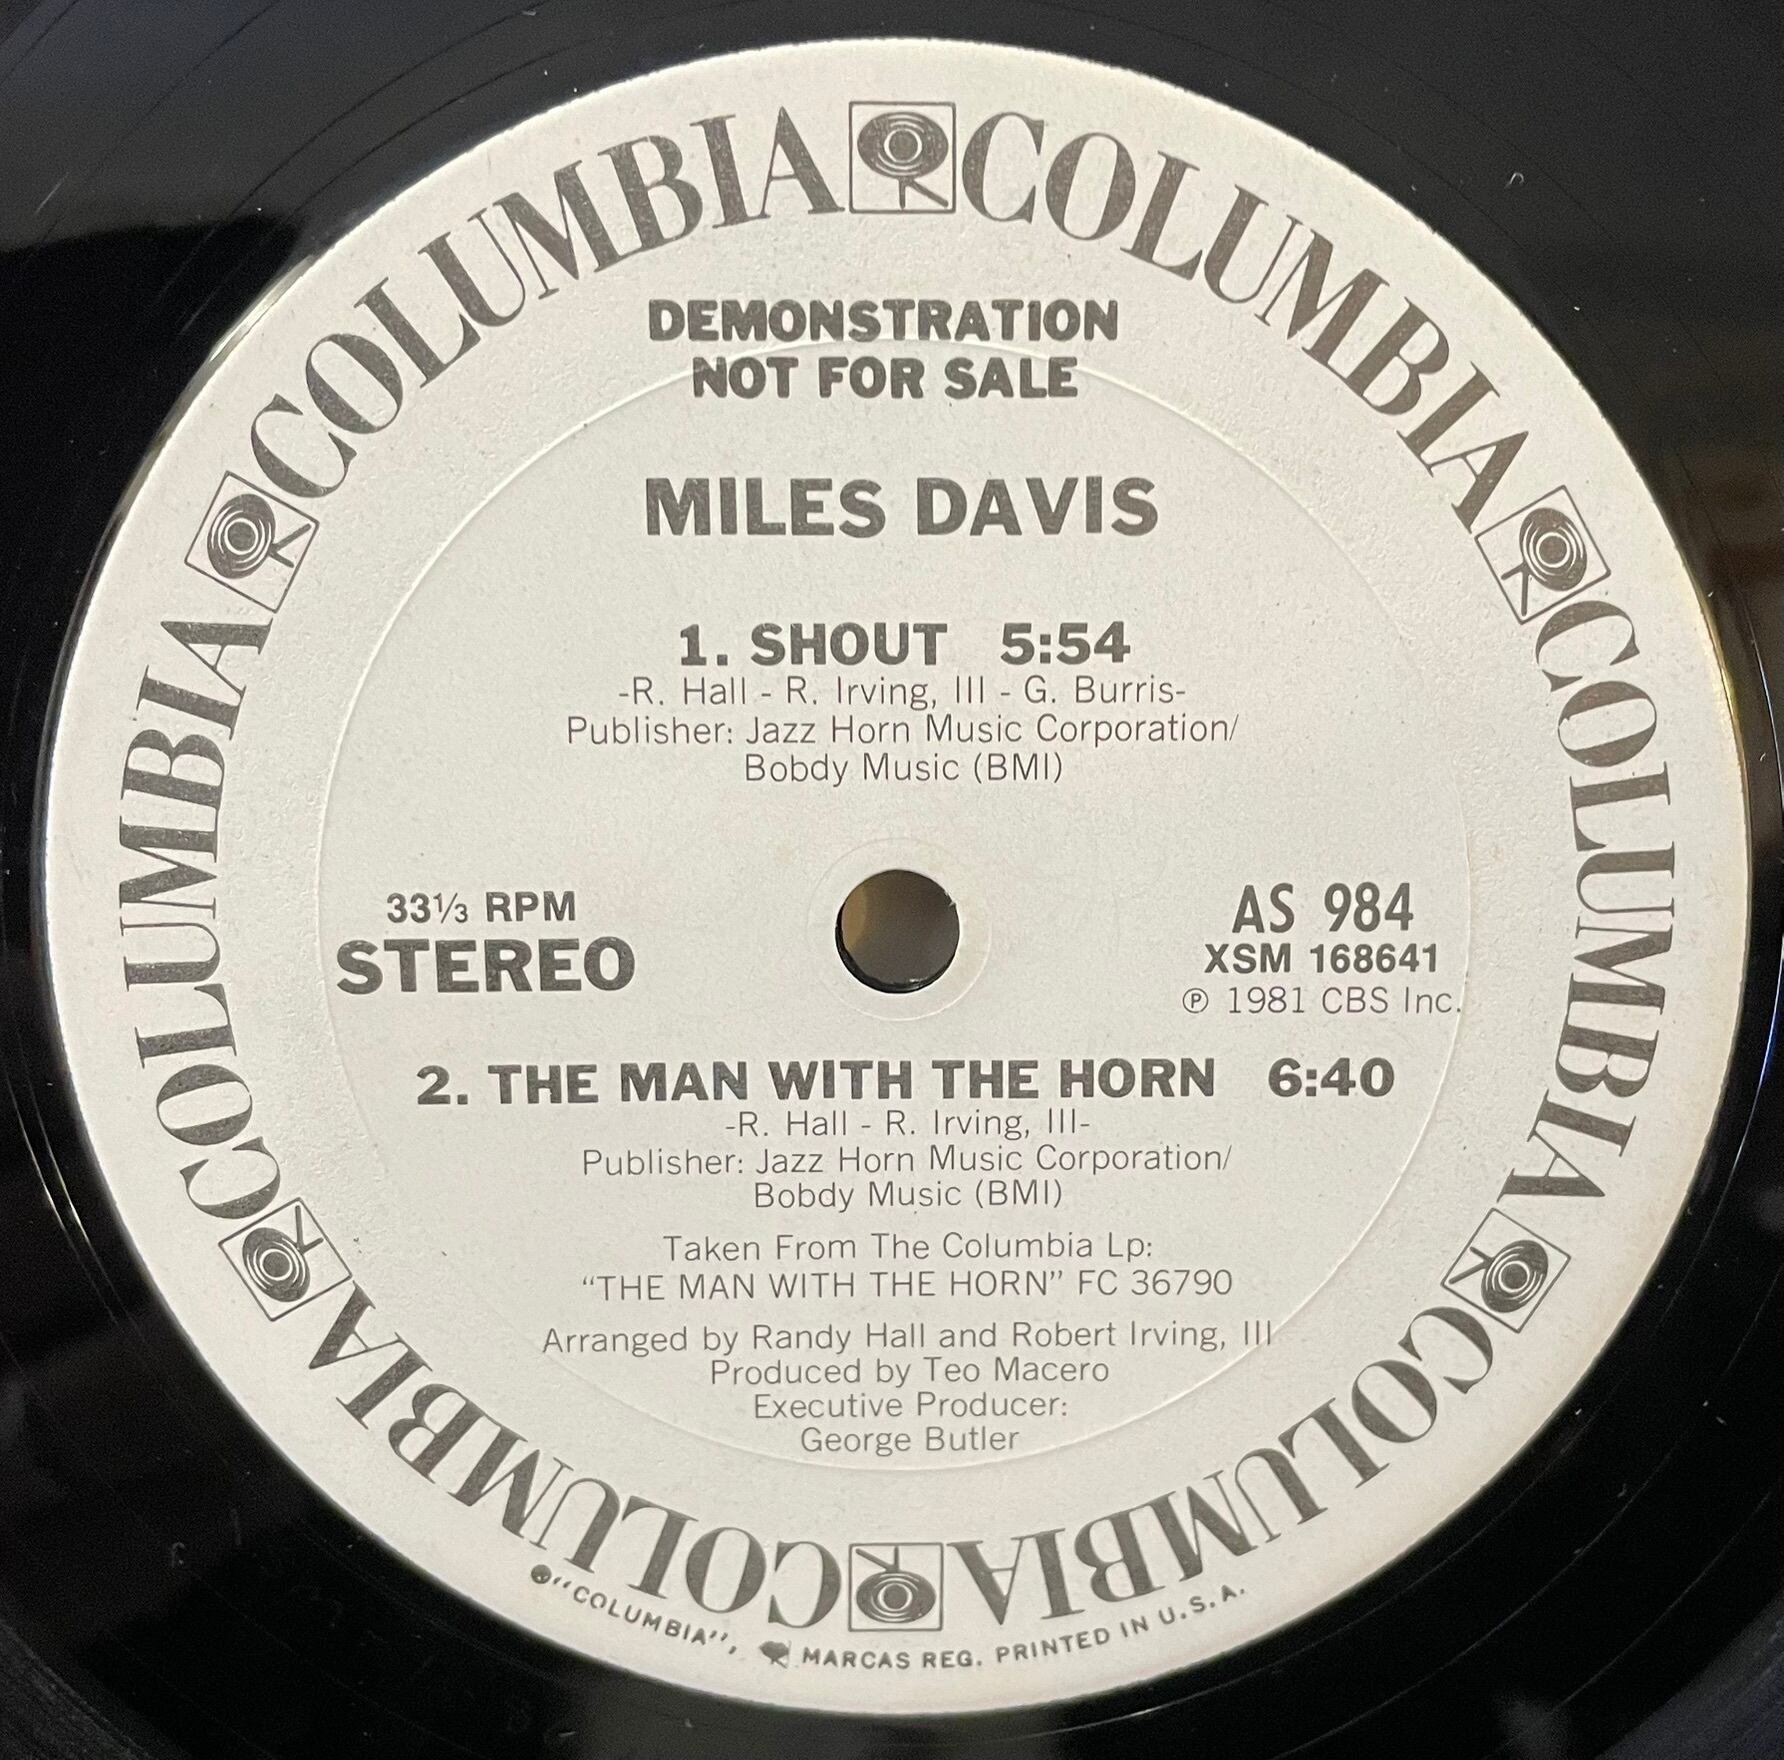 COLUMBIA COLUMBIA COLUMBIA COLUMBIA COLUMBIA COLUMBIA
DEMONSTRATION
NOT FOR SALE
MILES DAVIS
1. SHOUT 5:54
-R. Hall - R. Irving, III - G. Burris-
Publisher: Jazz Horn Music Corporation/
Bobdy Music (BMI)
33⅓ RPM
STEREO
AS 984
XSM 168641
℗ 1981 CBS Inc.
2. THE MAN WITH THE HORN 6:40
-R. Hall - R. Irving, III-
Publisher: Jazz Horn Music Corporation/
Bobdy Music (BMI)
Taken From The Columbia Lp:
“THE MAN WITH THE HORN” FC 36790
Arranged by Randy Hall and Robert Irving, III
Produced by Teo Macero
Executive Producer:
George Butler
"COLUMBIA", MARCAS REG. PRINTED IN U.S.A.